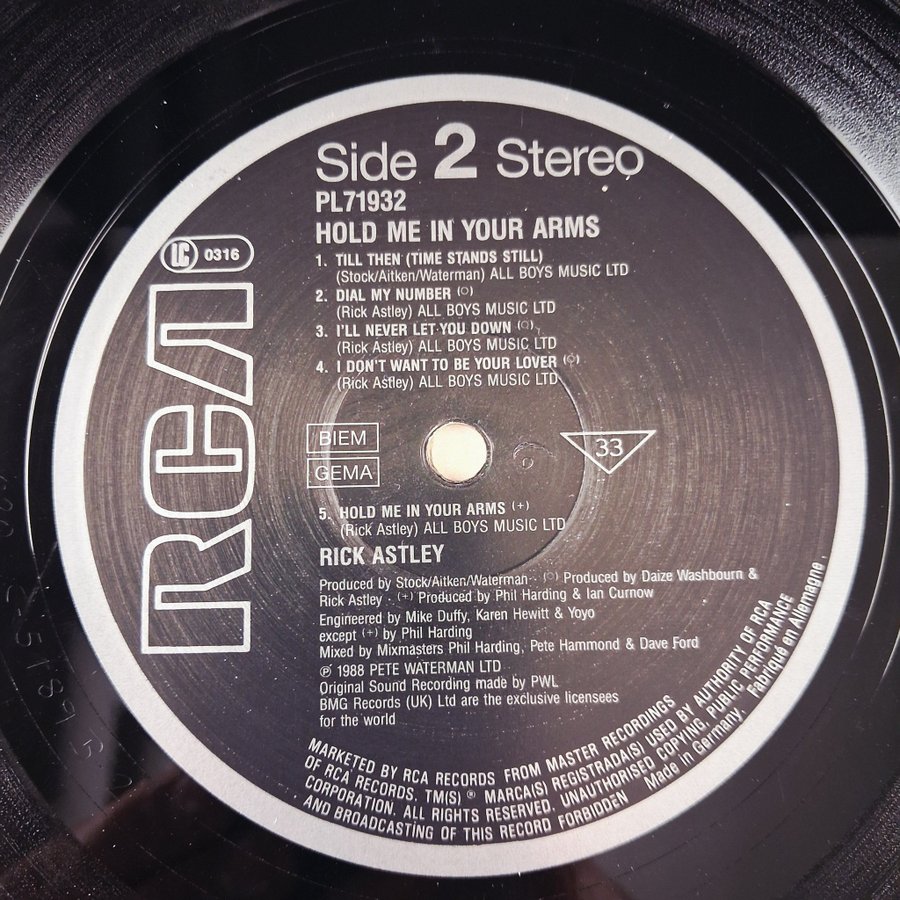 Side 2 Stereo
PL71932
HOLD ME IN YOUR ARMS
LC 0316
1. TILL THEN (TIME STANDS STILL)
(Stock/Aitken/Waterman) ALL BOYS MUSIC LTD
2. DIAL MY NUMBER (○)
(Rick Astley) ALL BOYS MUSIC LTD
3. I'LL NEVER LET YOU DOWN (○)
(Rick Astley) ALL BOYS MUSIC LTD
4. I DON'T WANT TO BE YOUR LOVER (○)
(Rick Astley) ALL BOYS MUSIC LTD
RCA
BIEM
GEMA
33
5. HOLD ME IN YOUR ARMS (+)
(Rick Astley) ALL BOYS MUSIC LTD
RICK ASTLEY
Produced by Stock/Aitken/Waterman · (○) Produced by Daize Washbourn &
Rick Astley · (+) Produced by Phil Harding & Ian Curnow
Engineered by Mike Duffy, Karen Hewitt & Yoyo
except (+) by Phil Harding
Mixed by Mixmasters Phil Harding, Pete Hammond & Dave Ford
℗ 1988 PETE WATERMAN LTD
Original Sound Recording made by PWL
BMG Records (UK) Ltd are the exclusive licensees
for the world
MARKETED BY RCA RECORDS FROM MASTER RECORDINGS
OF RCA RECORDS. TM(S) ® MARCA(S) REGISTRADA(S) USED BY AUTHORITY OF RCA
CORPORATION. ALL RIGHTS RESERVED. UNAUTHORISED COPYING, PUBLIC PERFORMANCE
AND BROADCASTING OF THIS RECORD FORBIDDEN Made in Germany. Fabriqué en Allemagne.